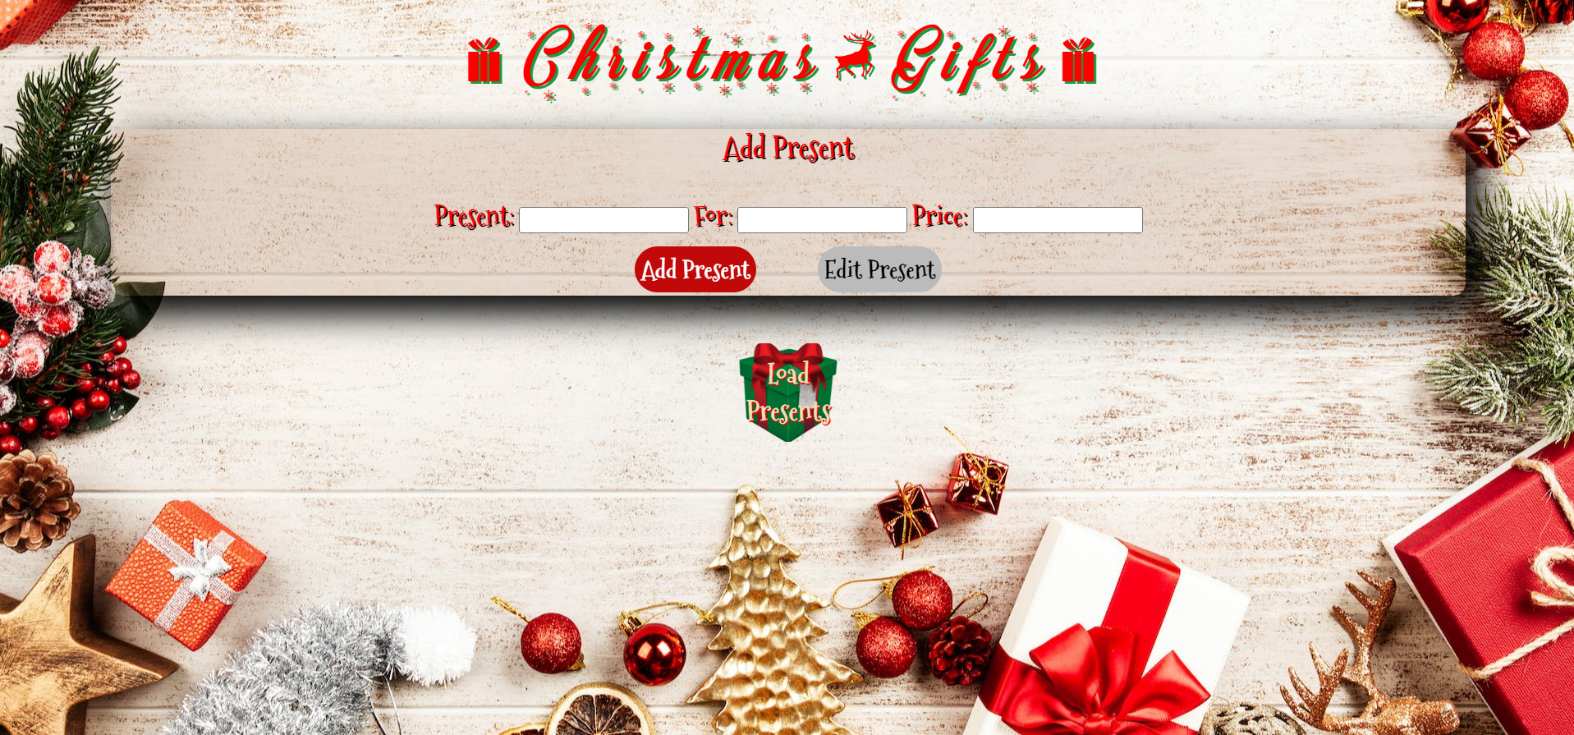 Christmas Gifts
Add Present
Present: For: Price:
Add Present Edit Present
Load
Presents